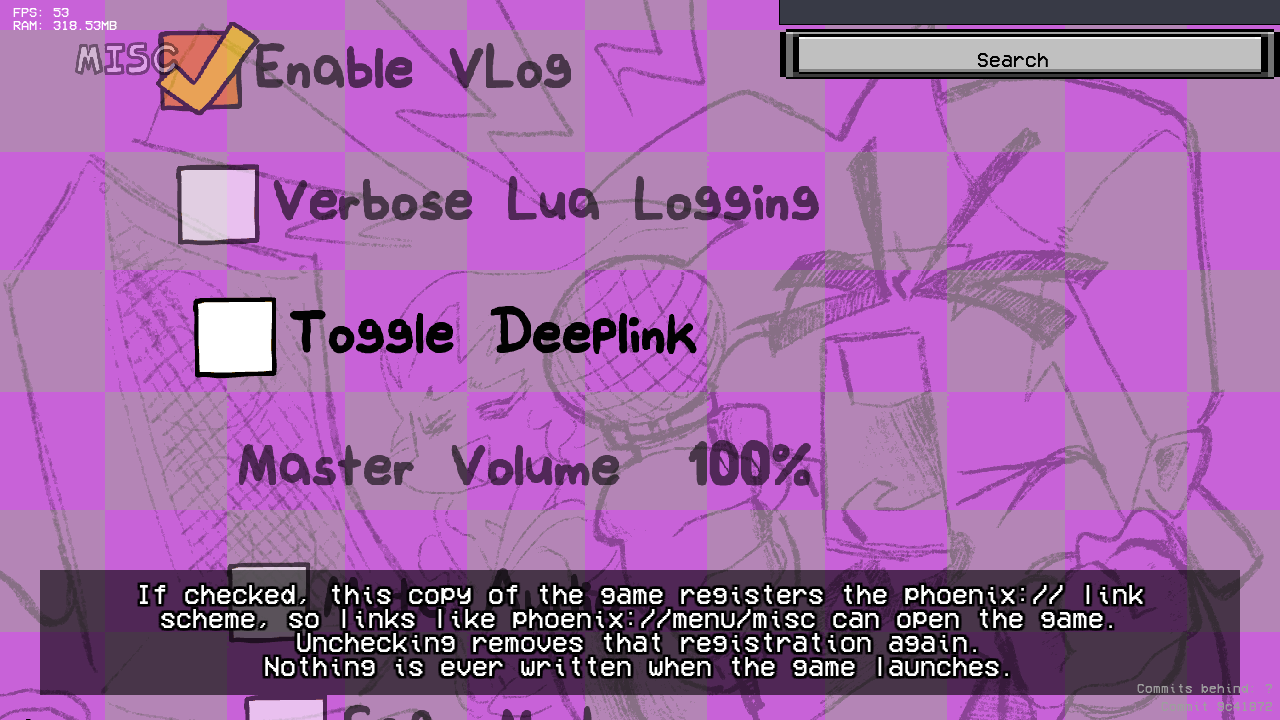 FPS: 53
RAM: 318.53MB
MISC
Enable VLog
Search
Verbose Lua Logging
Toggle Deeplink
Master Volume 100%
If checked, this copy of the game registers the phoenix:// link
scheme, so links like phoenix://menu/misc can open the game.
Unchecking removes that registration again.
Nothing is ever written when the game launches.
Commits behind: ?
Commit 9c41872